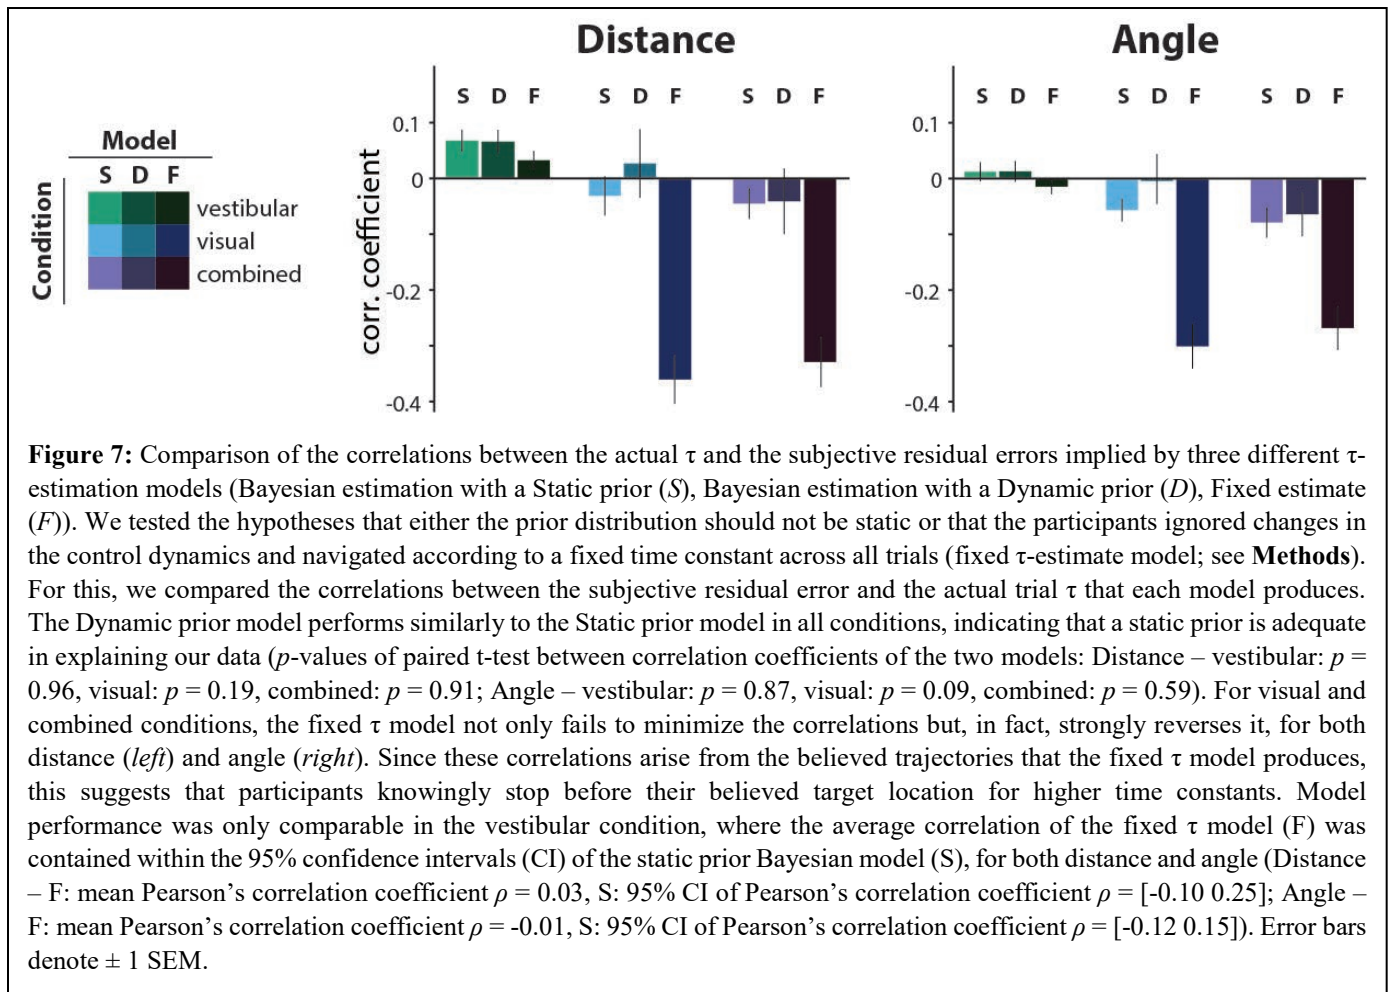 Distance
Angle
S D F S D F S D F
S D F S D F S D F
Model
S D F
Condition
vestibular
visual
combined
corr. coefficient
0.1
0
-0.2
-0.4
0.1
0
-0.2
-0.4
Figure 7: Comparison of the correlations between the actual τ and the subjective residual errors implied by three different τ-
estimation models (Bayesian estimation with a Static prior (S), Bayesian estimation with a Dynamic prior (D), Fixed estimate
(F)). We tested the hypotheses that either the prior distribution should not be static or that the participants ignored changes in
the control dynamics and navigated according to a fixed time constant across all trials (fixed τ-estimate model; see Methods).
For this, we compared the correlations between the subjective residual error and the actual trial τ that each model produces.
The Dynamic prior model performs similarly to the Static prior model in all conditions, indicating that a static prior is adequate
in explaining our data (p-values of paired t-test between correlation coefficients of the two models: Distance – vestibular: p =
0.96, visual: p = 0.19, combined: p = 0.91; Angle – vestibular: p = 0.87, visual: p = 0.09, combined: p = 0.59). For visual and
combined conditions, the fixed τ model not only fails to minimize the correlations but, in fact, strongly reverses it, for both
distance (left) and angle (right). Since these correlations arise from the believed trajectories that the fixed τ model produces,
this suggests that participants knowingly stop before their believed target location for higher time constants. Model
performance was only comparable in the vestibular condition, where the average correlation of the fixed τ model (F) was
contained within the 95% confidence intervals (CI) of the static prior Bayesian model (S), for both distance and angle (Distance
– F: mean Pearson’s correlation coefficient ρ = 0.03, S: 95% CI of Pearson’s correlation coefficient ρ = [-0.10 0.25]; Angle –
F: mean Pearson’s correlation coefficient ρ = -0.01, S: 95% CI of Pearson’s correlation coefficient ρ = [-0.12 0.15]). Error bars
denote ± 1 SEM.